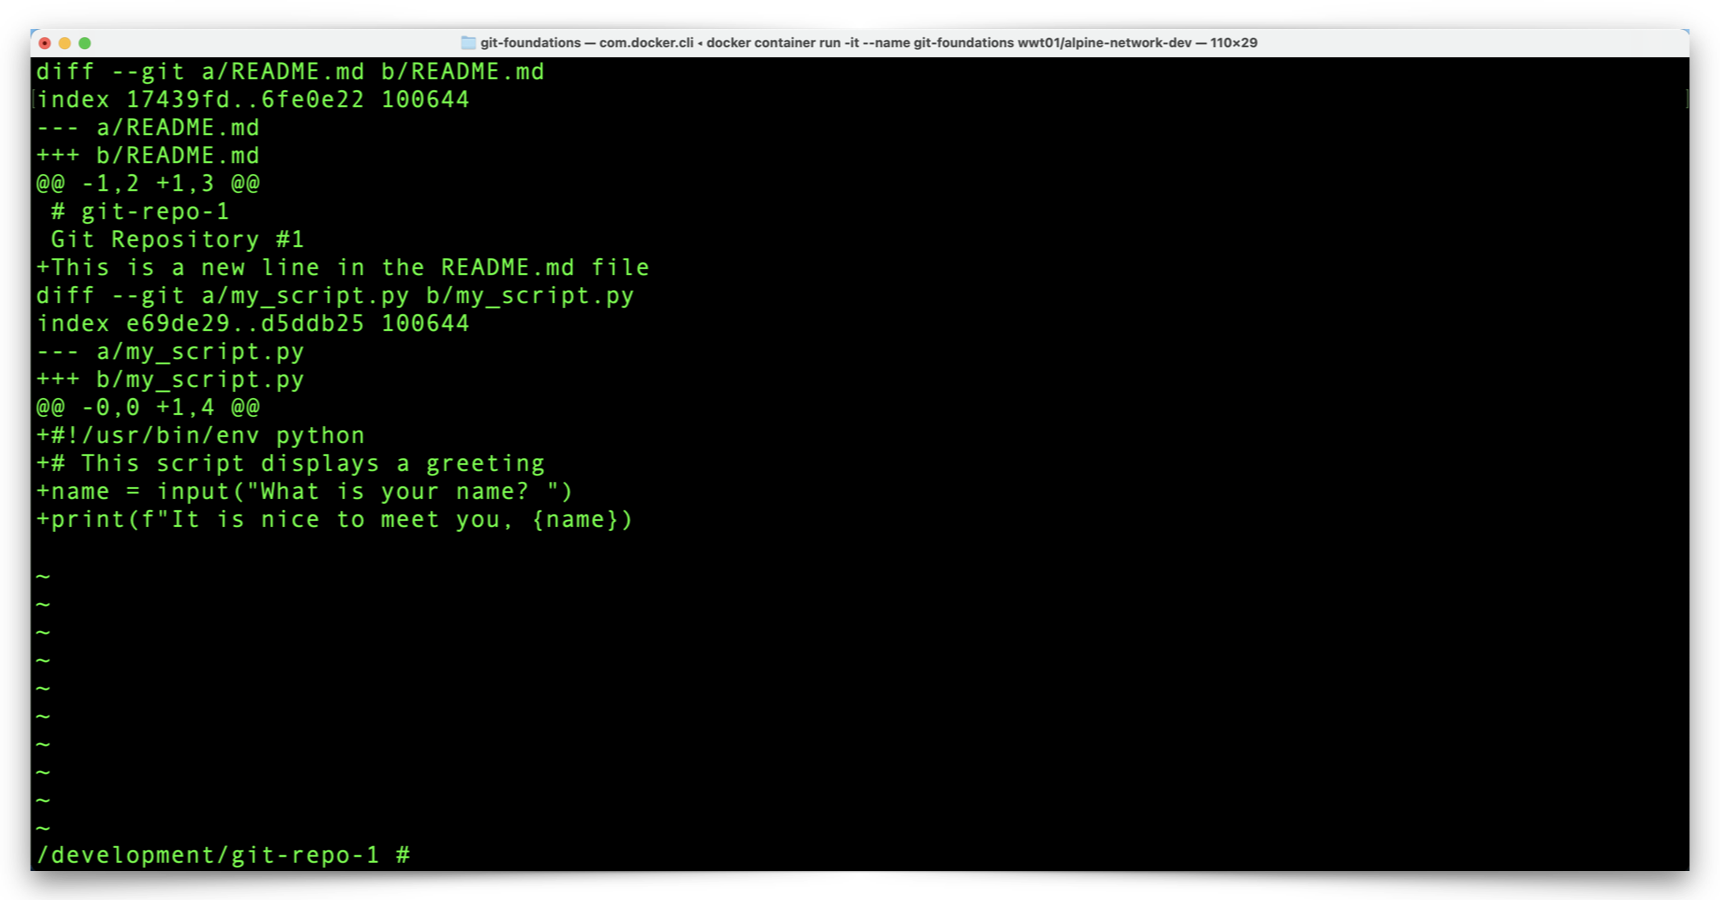 git-foundations — com.docker.cli ◂ docker container run -it --name git-foundations wwt01/alpine-network-dev — 110×29
diff --git a/README.md b/README.md
index 17439fd..6fe0e22 100644
--- a/README.md
+++ b/README.md
@@ -1,2 +1,3 @@
 # git-repo-1
 Git Repository #1
+This is a new line in the README.md file
diff --git a/my_script.py b/my_script.py
index e69de29..d5ddb25 100644
--- a/my_script.py
+++ b/my_script.py
@@ -0,0 +1,4 @@
+#!/usr/bin/env python
+# This script displays a greeting
+name = input("What is your name? ")
+print(f"It is nice to meet you, {name})
~
~
~
~
~
~
~
~
~
~
/development/git-repo-1 #